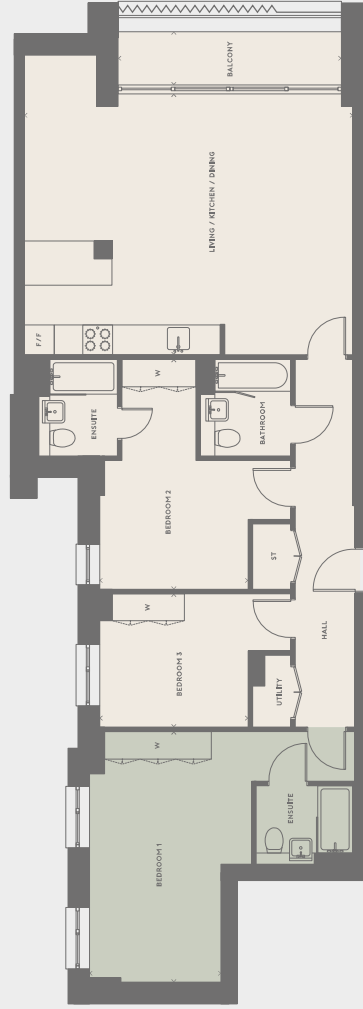 BALCONY
LIVING / KITCHEN / DINING
F/F
W
ENSUITE
BATHROOM
BEDROOM 2
ST
W
HALL
BEDROOM 3
UTILITY
W
ENSUITE
BEDROOM 1